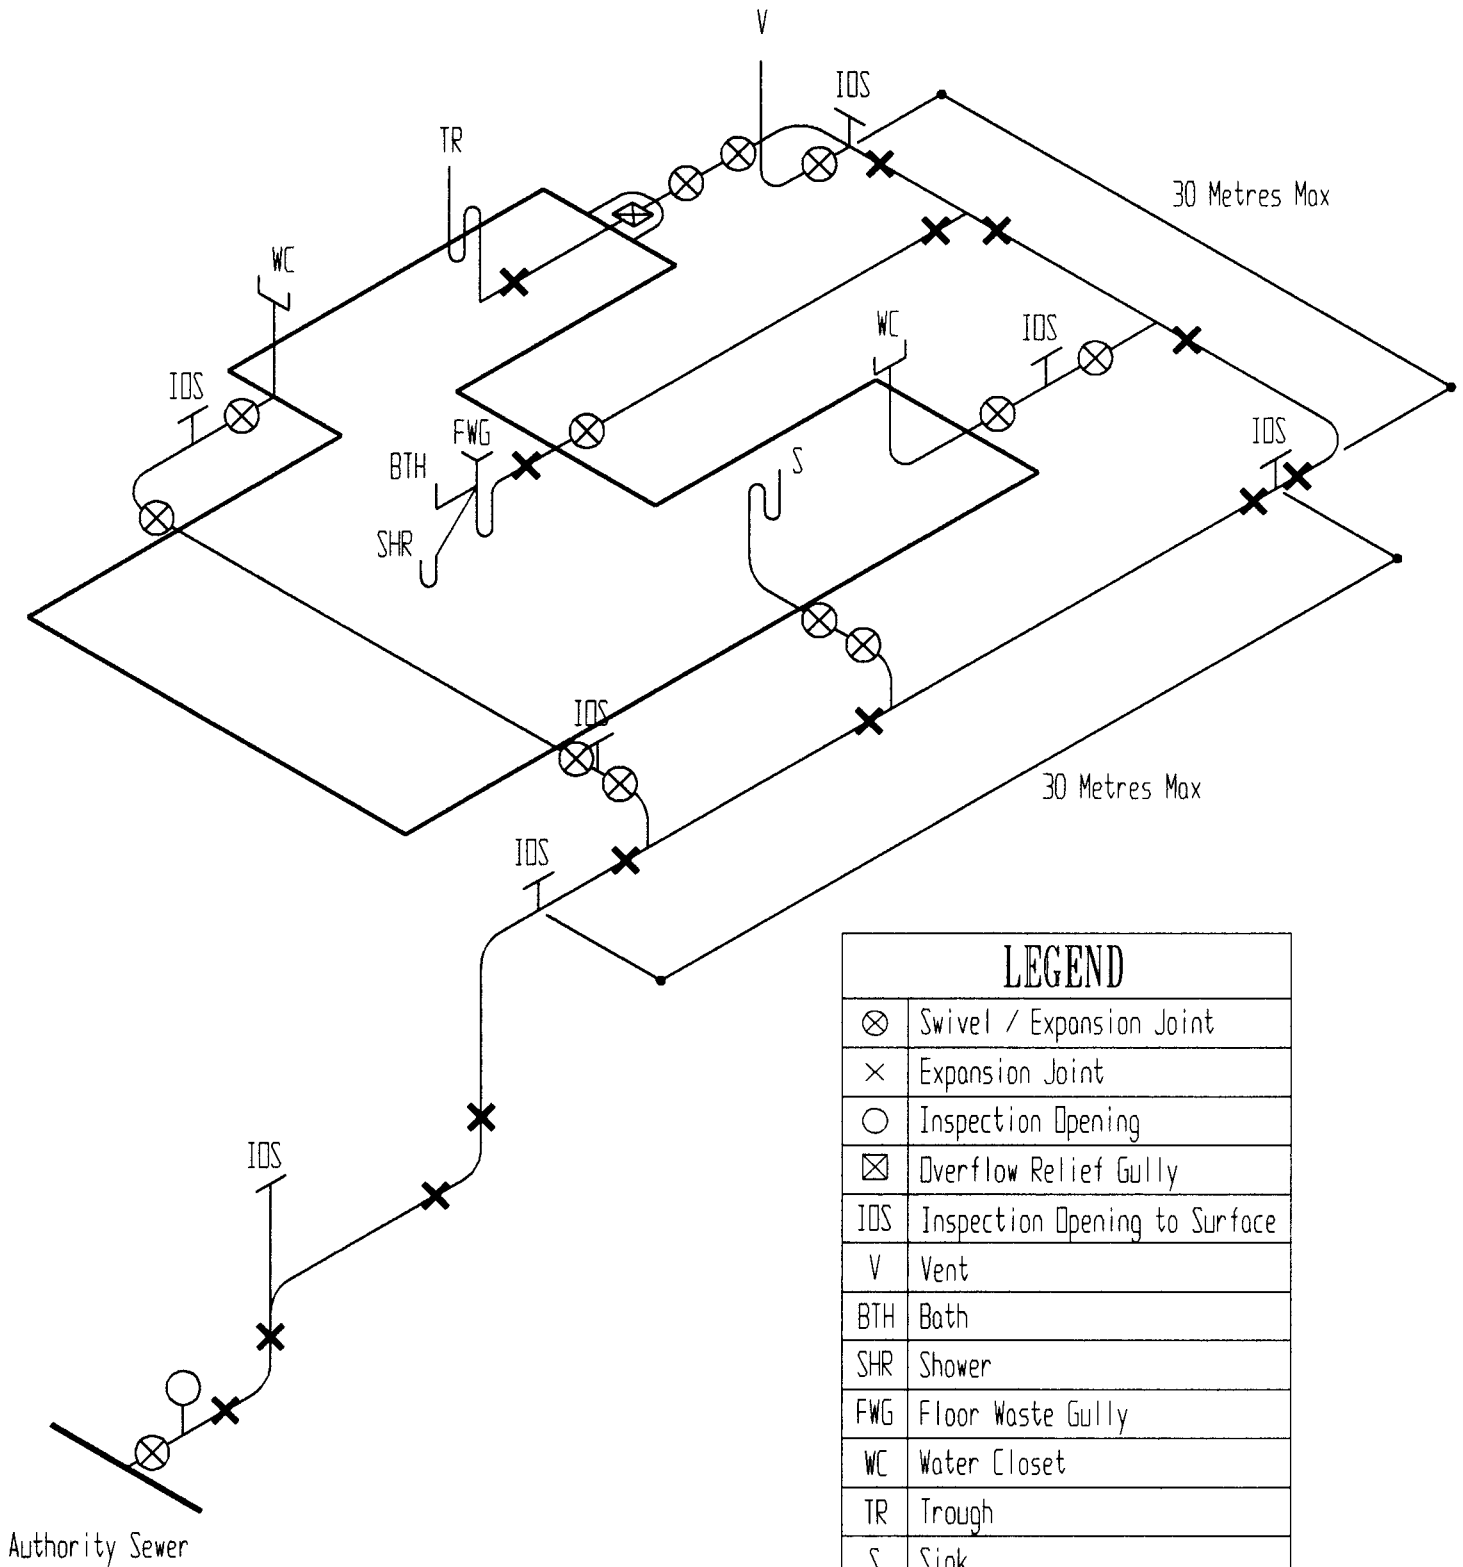 V
IOS
TR
30 Metres Max
WC
WC
IOS
IOS
FWG
IOS
BTH
S
SHR
IOS
30 Metres Max
IOS
LEGEND
Swivel / Expansion Joint
Expansion Joint
Inspection Opening
IOS
Overflow Relief Gully
IOS Inspection Opening to Surface
V Vent
BTH Bath
SHR Shower
FWG Floor Waste Gully
WC Water Closet
TR Trough
S Sink
Authority Sewer